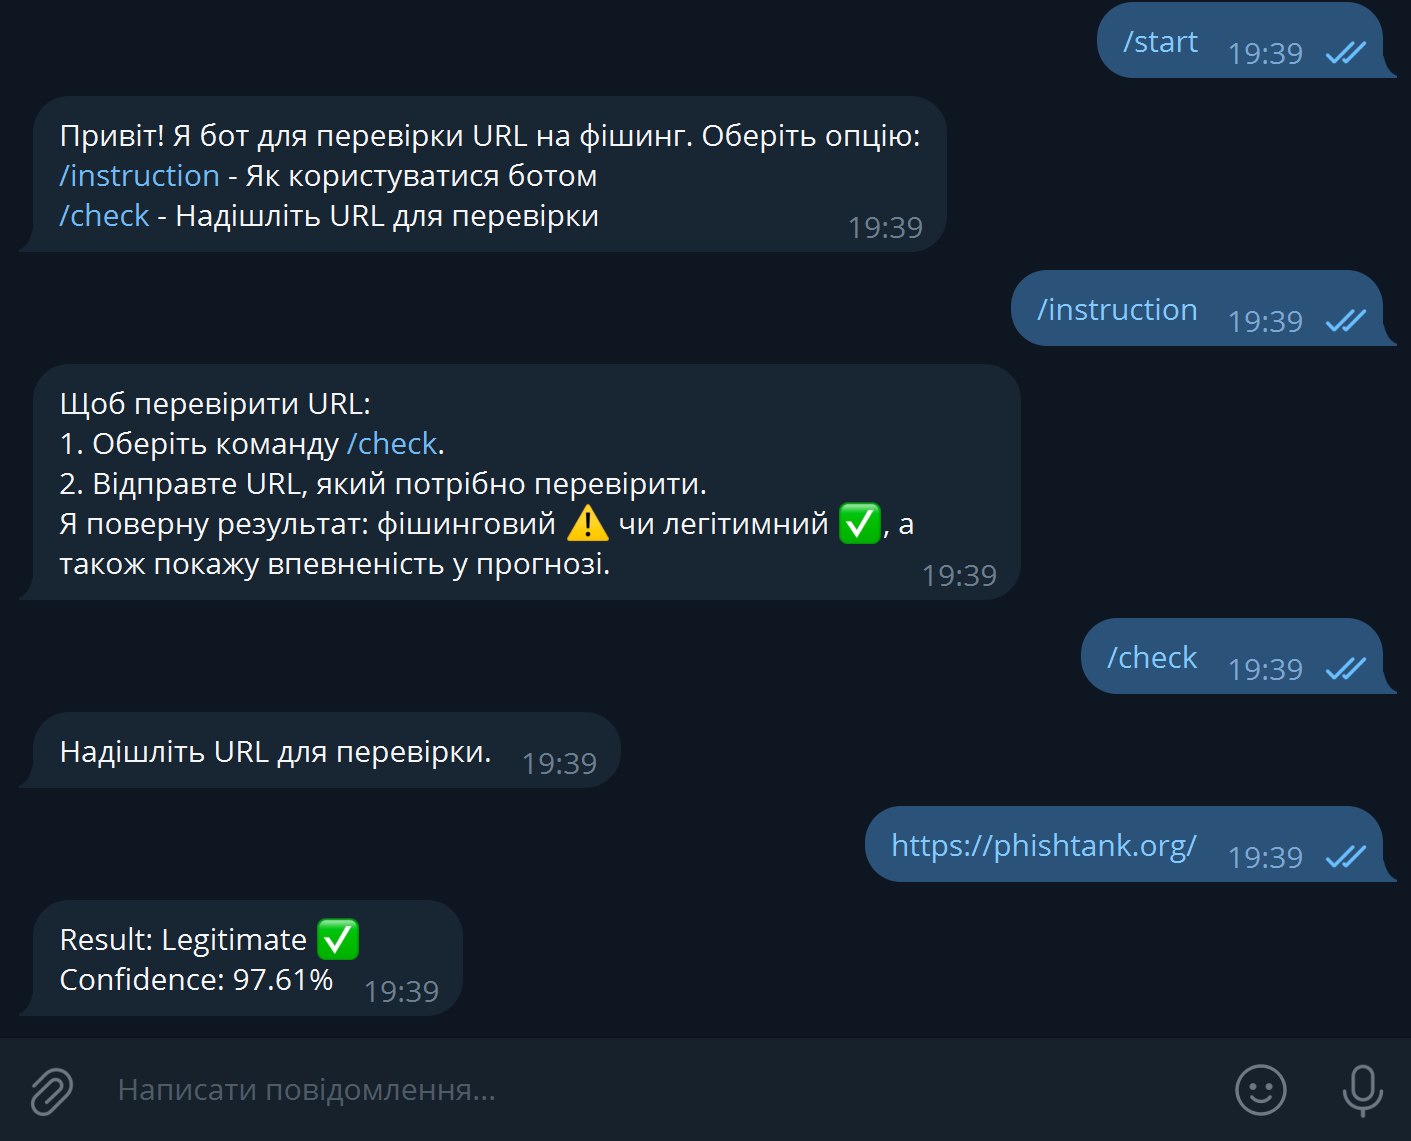 /start 19:39
Привіт! Я бот для перевірки URL на фішинг. Оберіть опцію:
/instruction - Як користуватися ботом
/check - Надішліть URL для перевірки
19:39
/instruction 19:39
Щоб перевірити URL:
1. Оберіть команду /check.
2. Відправте URL, який потрібно перевірити.
Я поверну результат: фішинговий ⚠️ чи легітимний ✅, а
також покажу впевненість у прогнозі.
19:39
/check 19:39
Надішліть URL для перевірки. 19:39
https://phishtank.org/ 19:39
Result: Legitimate ✅
Confidence: 97.61% 19:39
Написати повідомлення...